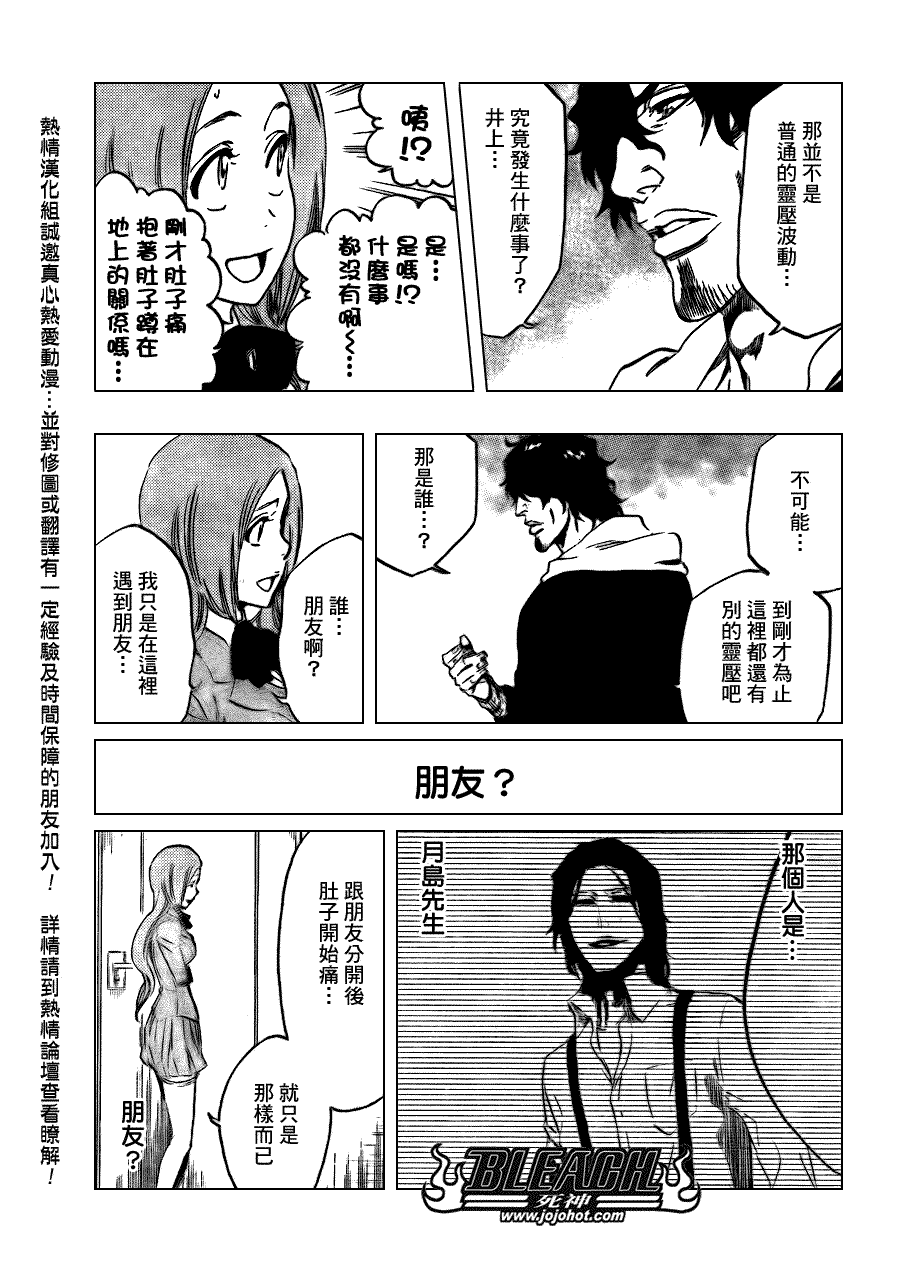 那並不是
普通的靈壓波動…
究竟發生什麼事了？
井上…
咦!?
是…
是嗎!?
什麼事
都沒有啊～…
剛才肚子痛
抱著肚子蹲在
地上的關係嗎…
不可能…
到剛才為止
這裡都還有
別的靈壓吧
那是誰…？
誰…
朋友啊？
我只是在這裡
遇到朋友…
朋友？
那個人是…
月島先生
跟朋友分開後
肚子開始痛…
就只是
那樣而已
朋友？
BLEACH
死神
www.jojohot.com
熱情漢化組誠邀真心熱愛動漫…並對修圖或翻譯有一定經驗及時間保障的朋友加入！ 詳情請到熱情論壇查看瞭解！